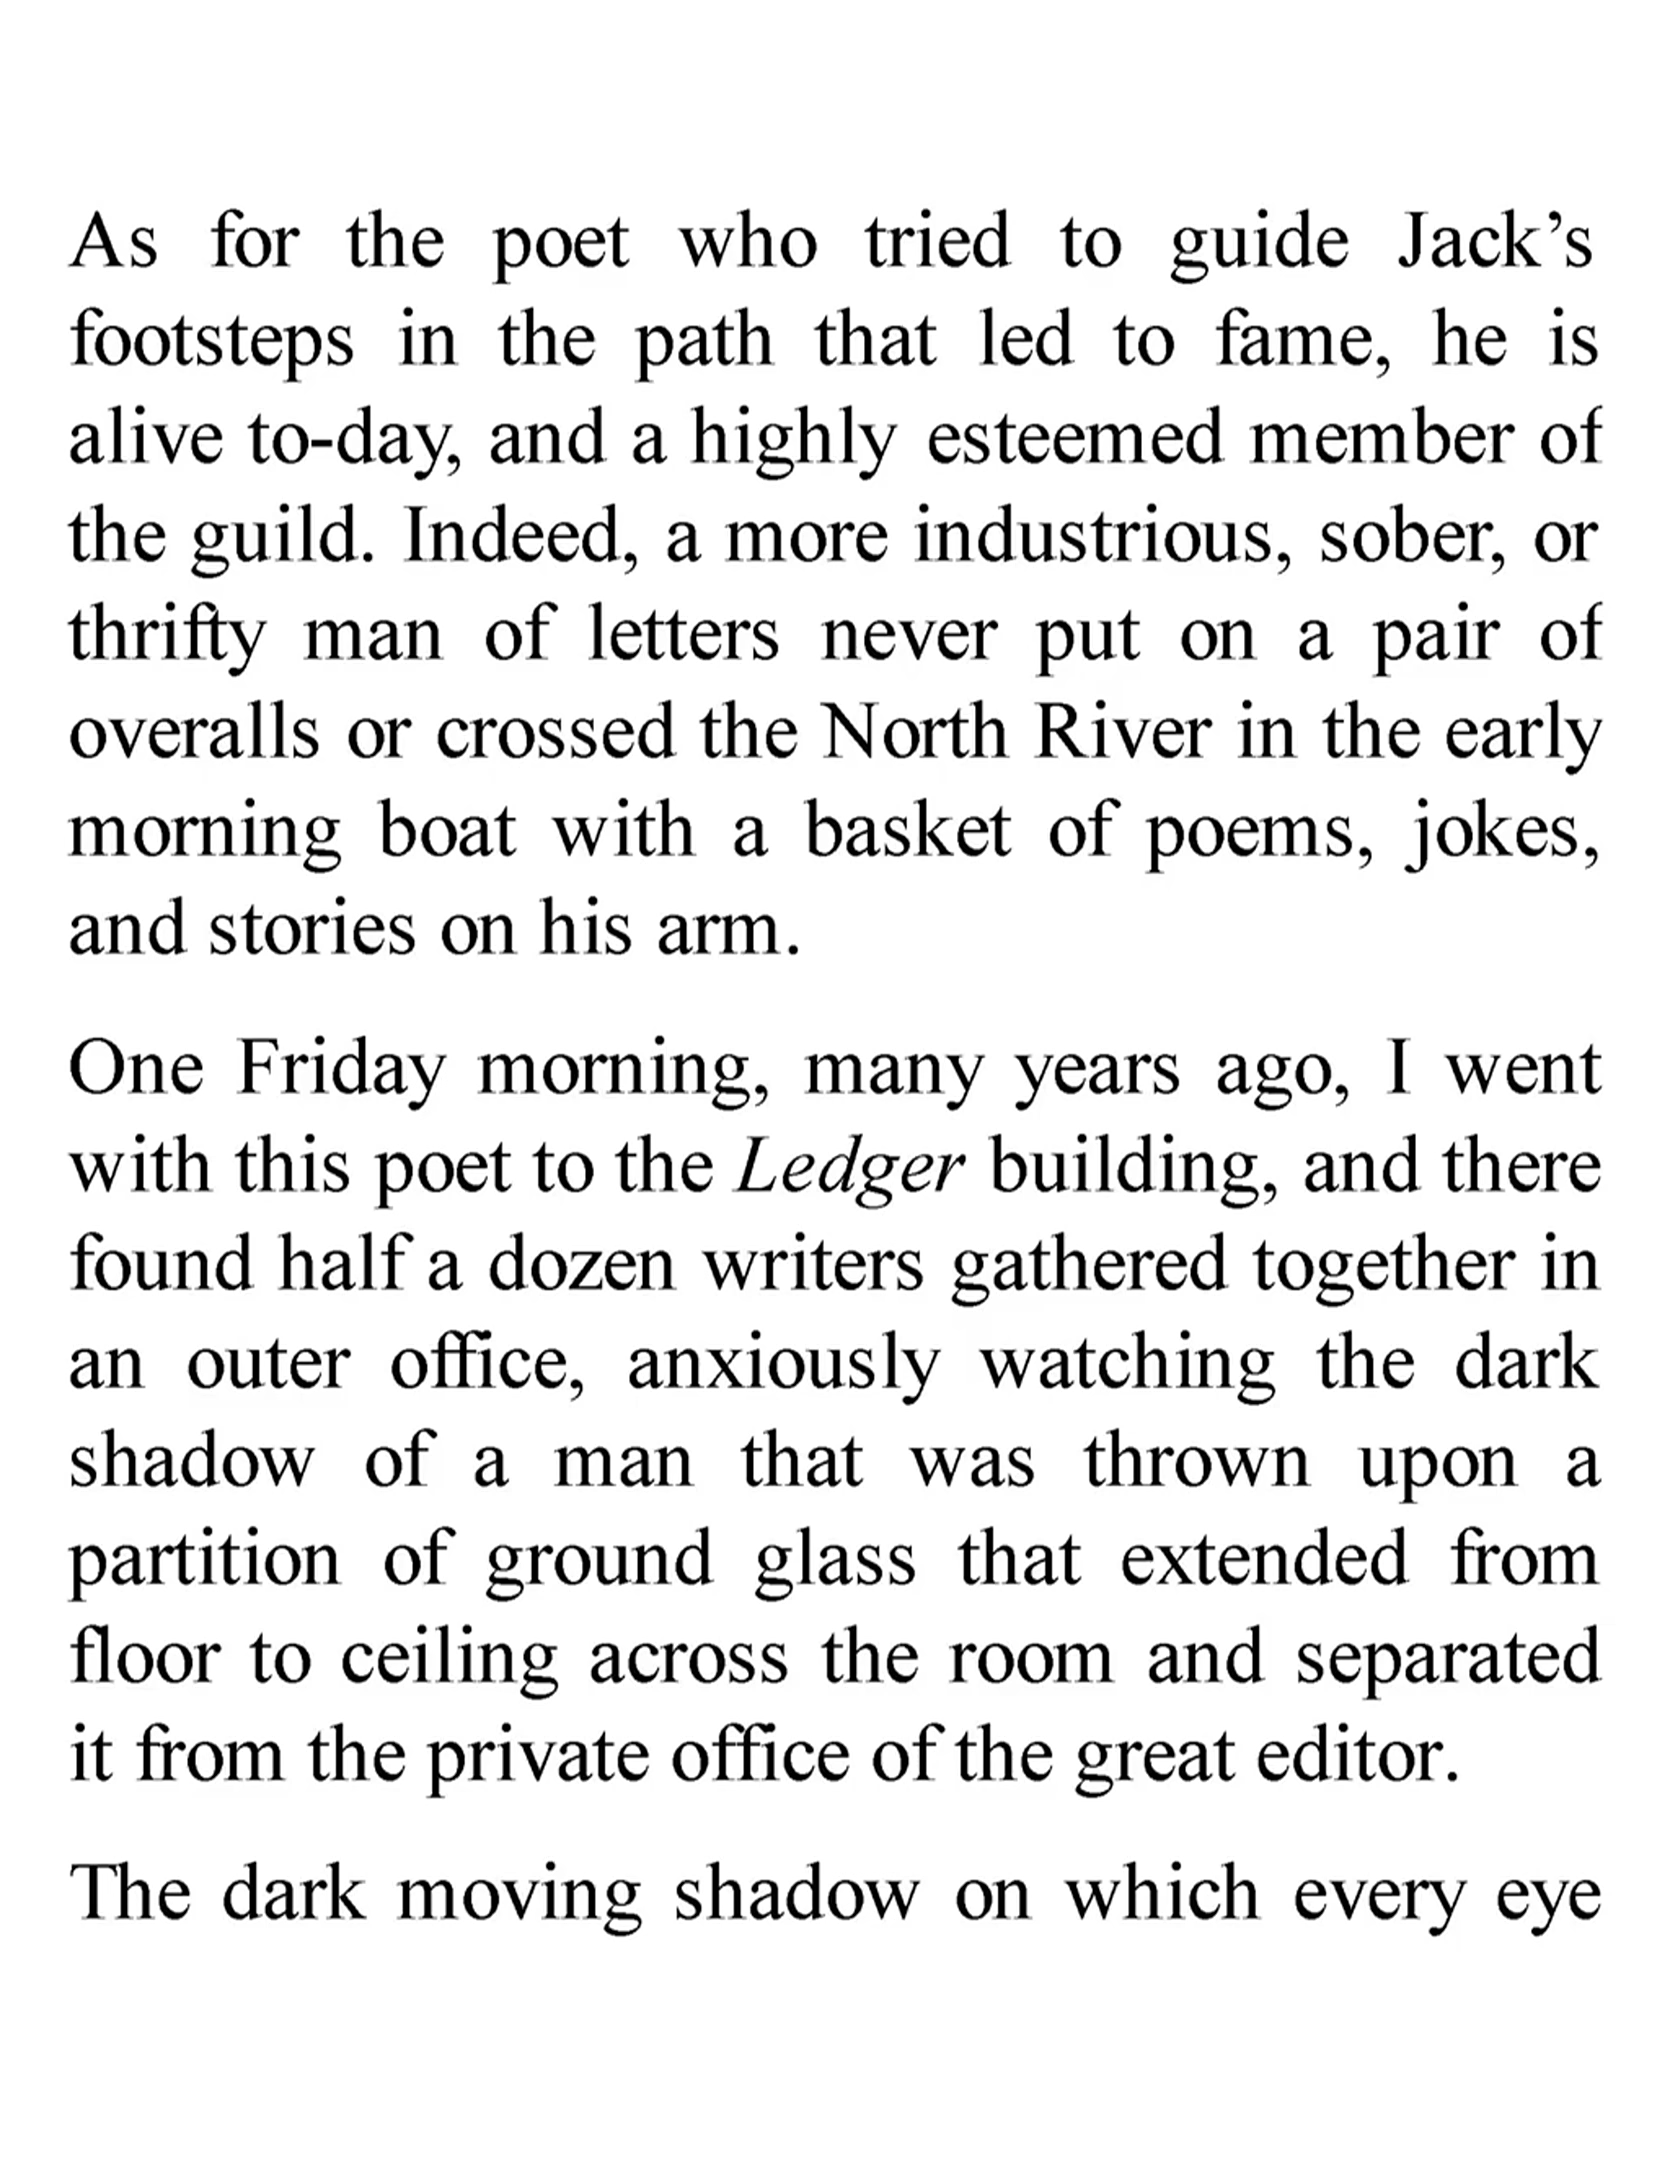 As for the poet who tried to guide Jack’s
footsteps in the path that led to fame, he is
alive to-day, and a highly esteemed member of
the guild. Indeed, a more industrious, sober, or
thrifty man of letters never put on a pair of
overalls or crossed the North River in the early
morning boat with a basket of poems, jokes,
and stories on his arm.
One Friday morning, many years ago, I went
with this poet to the Ledger building, and there
found half a dozen writers gathered together in
an outer office, anxiously watching the dark
shadow of a man that was thrown upon a
partition of ground glass that extended from
floor to ceiling across the room and separated
it from the private office of the great editor.
The dark moving shadow on which every eye